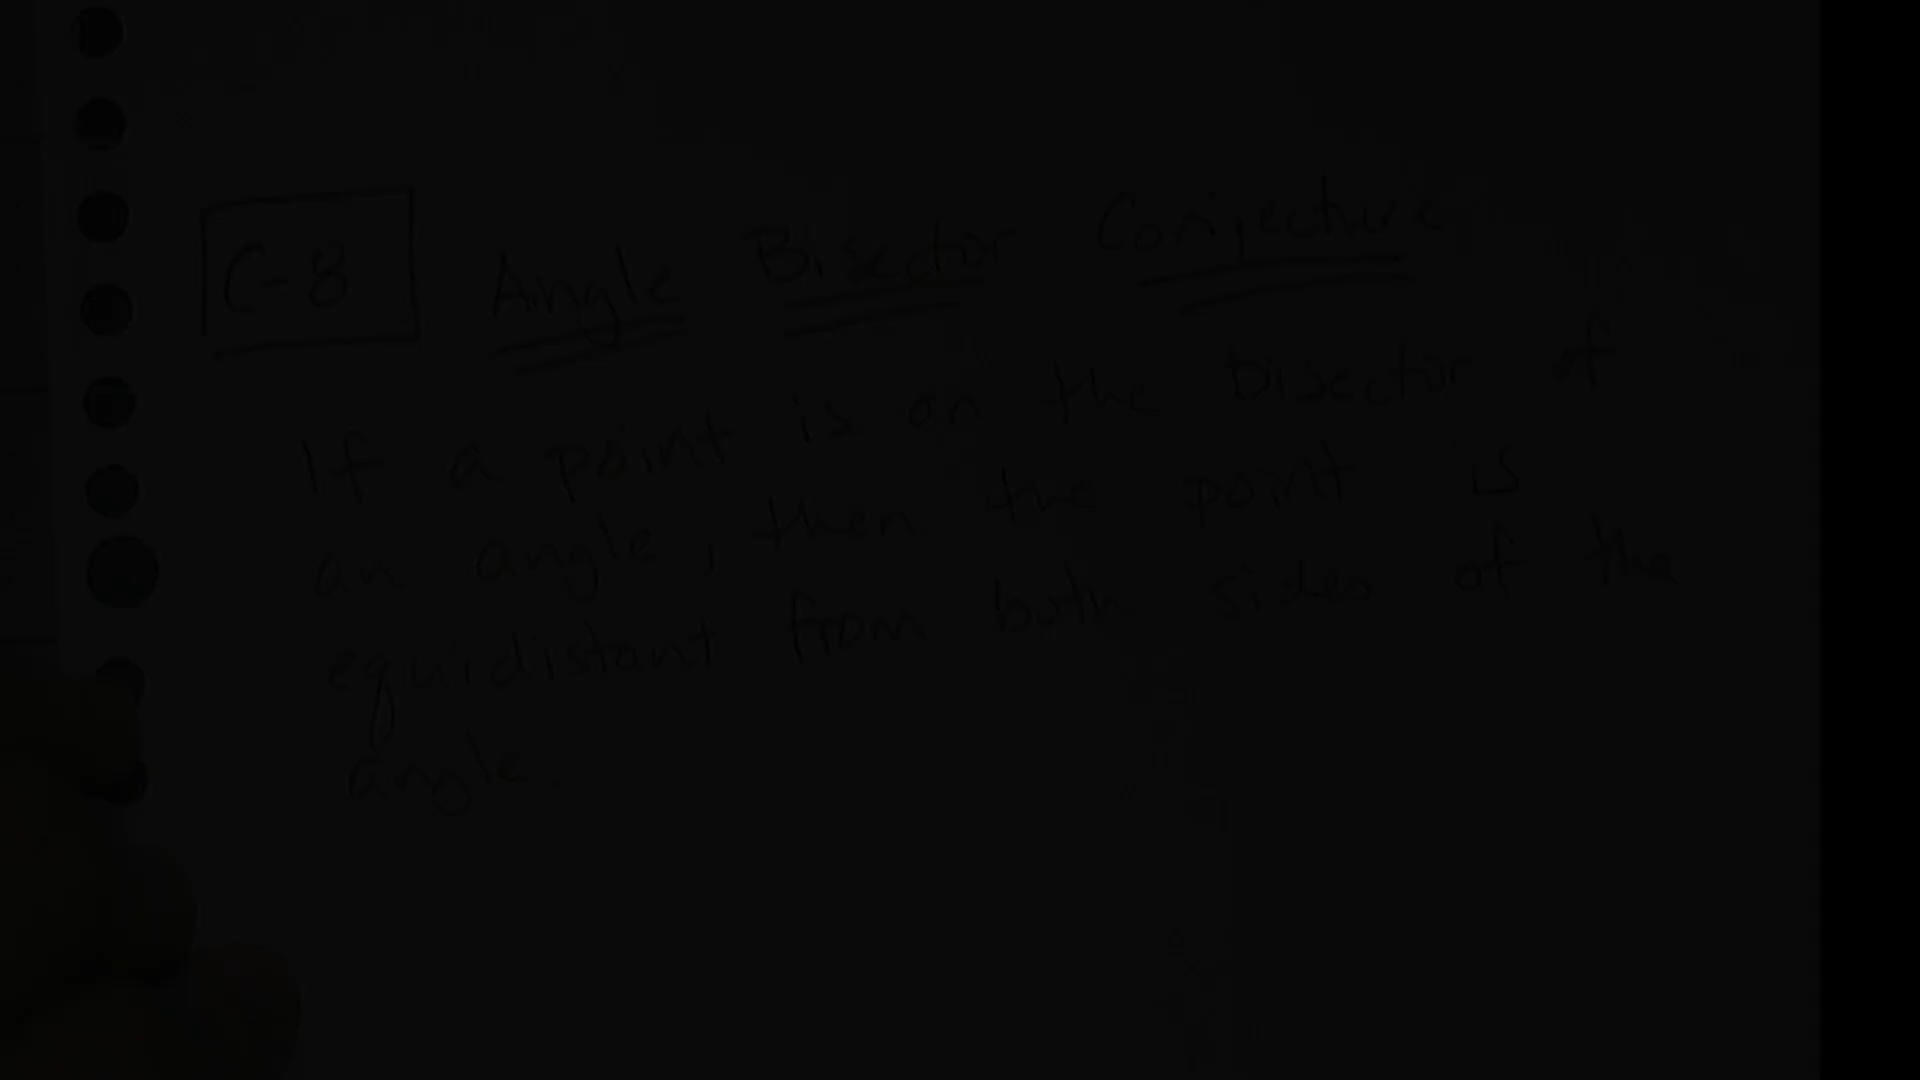 C-8 Angle Bisector Conjecture
If a point is on the bisector of
an angle, then the point is
equidistant from both sides of the
angle.